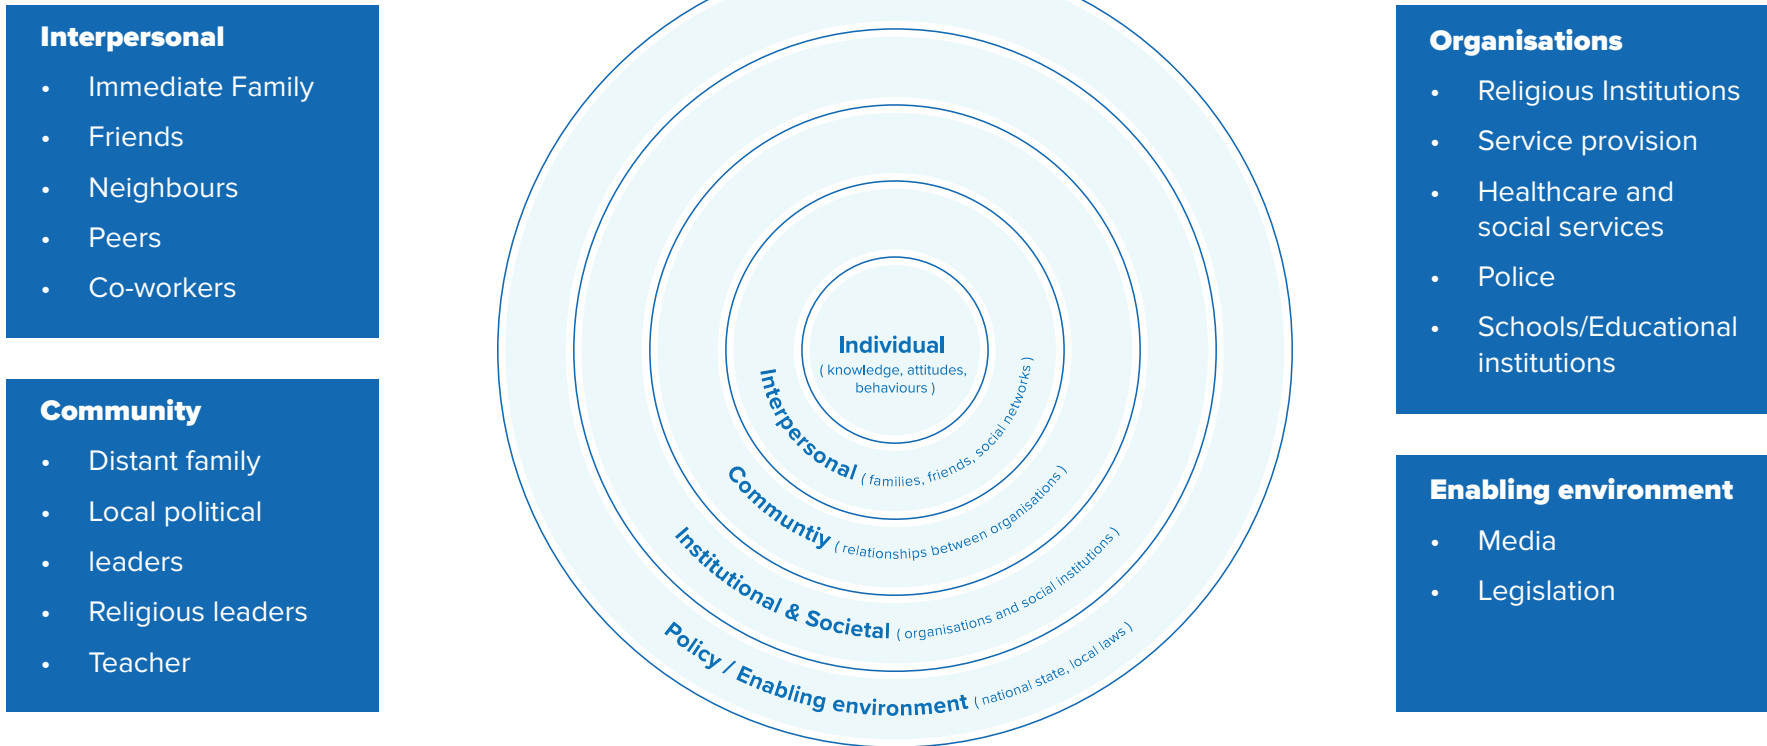 Interpersonal
• Immediate Family
• Friends
• Neighbours
• Peers
• Co-workers
Community
• Distant family
• Local political
• leaders
• Religious leaders
• Teacher
Individual
( knowledge, attitudes,
behaviours )
Interpersonal ( families, friends, social networks )
Communtiy ( relationships between organisations )
Institutional & Societal ( organisations and social institutions )
Policy / Enabling environment ( national state, local laws )
Organisations
• Religious Institutions
• Service provision
• Healthcare and
social services
• Police
• Schools/Educational
institutions
Enabling environment
• Media
• Legislation